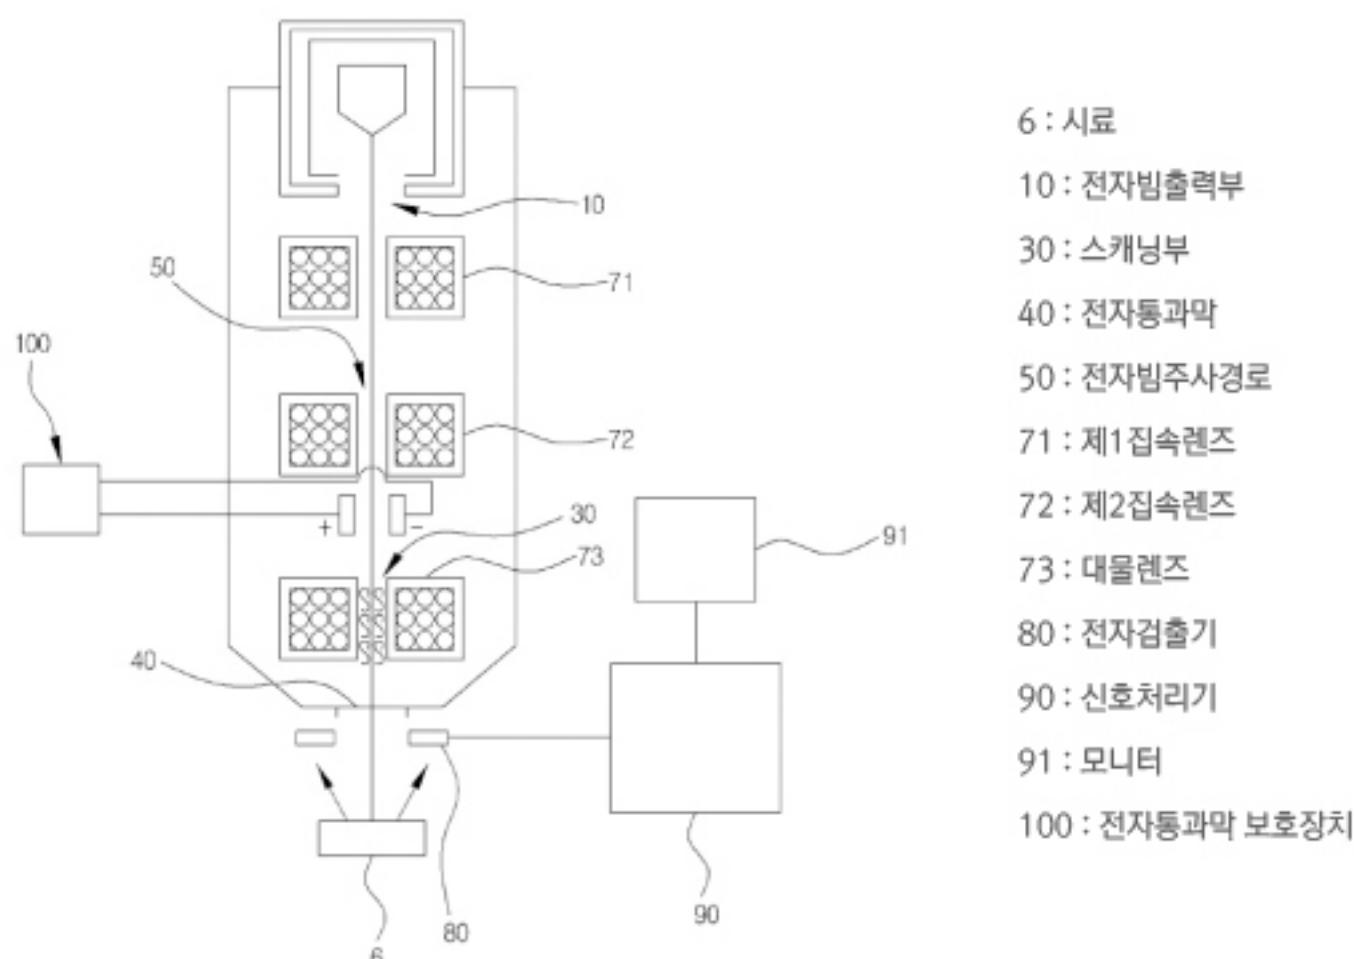 10
50
71
100
72
30
73
91
40
80
90
6
+
−
6 : 시료
10 : 전자빔출력부
30 : 스캐닝부
40 : 전자통과막
50 : 전자빔주사경로
71 : 제1집속렌즈
72 : 제2집속렌즈
73 : 대물렌즈
80 : 전자검출기
90 : 신호처리기
91 : 모니터
100 : 전자통과막 보호장치